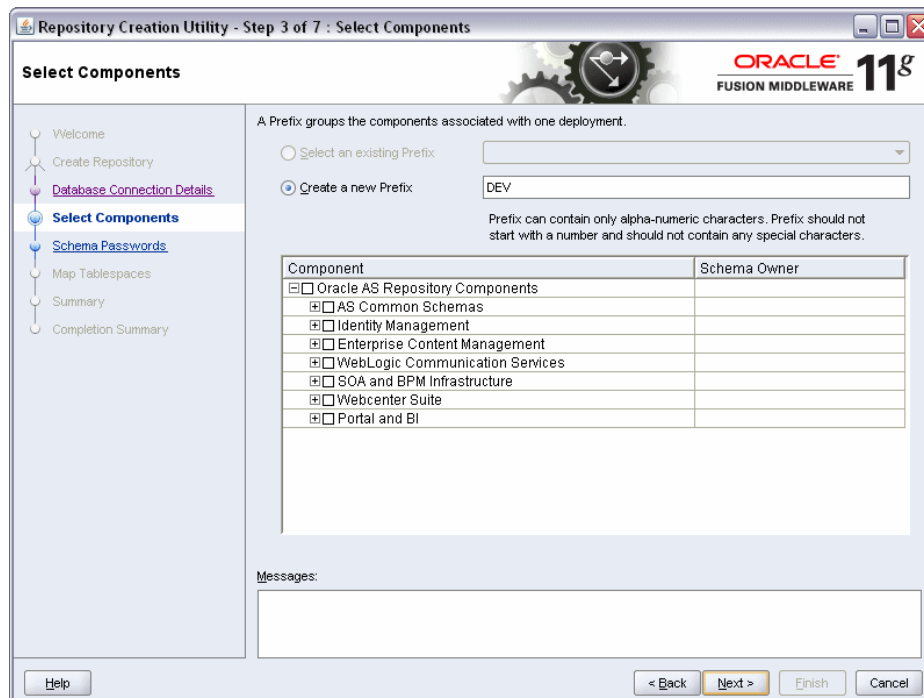 Repository Creation Utility - Step 3 of 7 : Select Components
Select Components
ORACLE
FUSION MIDDLEWARE
11g
Welcome
Create Repository
Database Connection Details
Select Components
Schema Passwords
Map Tablespaces
Summary
Completion Summary
A Prefix groups the components associated with one deployment.
Select an existing Prefix
Create a new Prefix
DEV
Prefix can contain only alpha-numeric characters. Prefix should not
start with a number and should not contain any special characters.
Component Schema Owner
Oracle AS Repository Components
AS Common Schemas
Identity Management
Enterprise Content Management
WebLogic Communication Services
SOA and BPM Infrastructure
Webcenter Suite
Portal and BI
Messages:
Help
< Back
Next >
Finish
Cancel